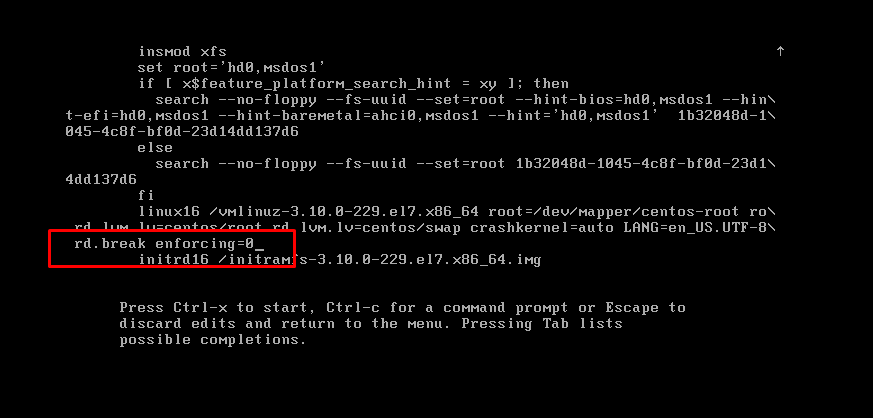 insmod xfs
set root='hd0,msdos1'
if [ x$feature_platform_search_hint = xy ]; then
search --no-floppy --fs-uuid --set=root --hint-bios=hd0,msdos1 --hin\
t-efi=hd0,msdos1 --hint-baremetal=ahci0,msdos1 --hint='hd0,msdos1'  1b32048d-1\
045-4c8f-bf0d-23d14dd137d6
else
search --no-floppy --fs-uuid --set=root 1b32048d-1045-4c8f-bf0d-23d1\
4dd137d6
fi
linux16 /vmlinuz-3.10.0-229.el7.x86_64 root=/dev/mapper/centos-root ro\
rd.lvm.lv=centos/root rd.lvm.lv=centos/swap crashkernel=auto LANG=en_US.UTF-8\
rd.break enforcing=0_
initrd16 /initramfs-3.10.0-229.el7.x86_64.img
Press Ctrl-x to start, Ctrl-c for a command prompt or Escape to
discard edits and return to the menu. Pressing Tab lists
possible completions.